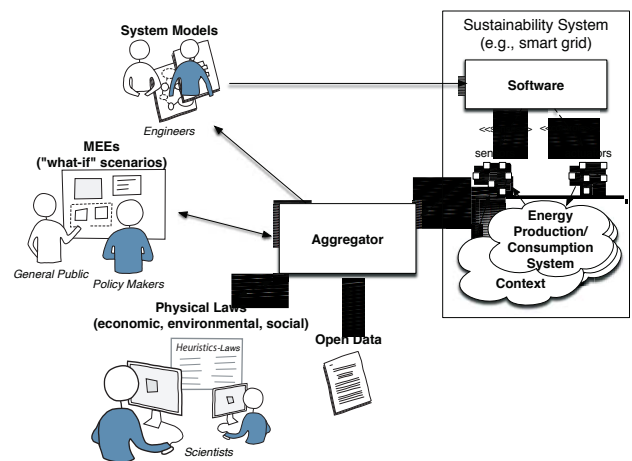 System Models
Engineers
Sustainability System
(e.g., smart grid)
Software
MEEs
("what-if" scenarios)
General Public
Policy Makers
Aggregator
Energy
Production/
Consumption
System
Context
Physical Laws
(economic, environmental, social)
Heuristics-Laws
Scientists
Open Data